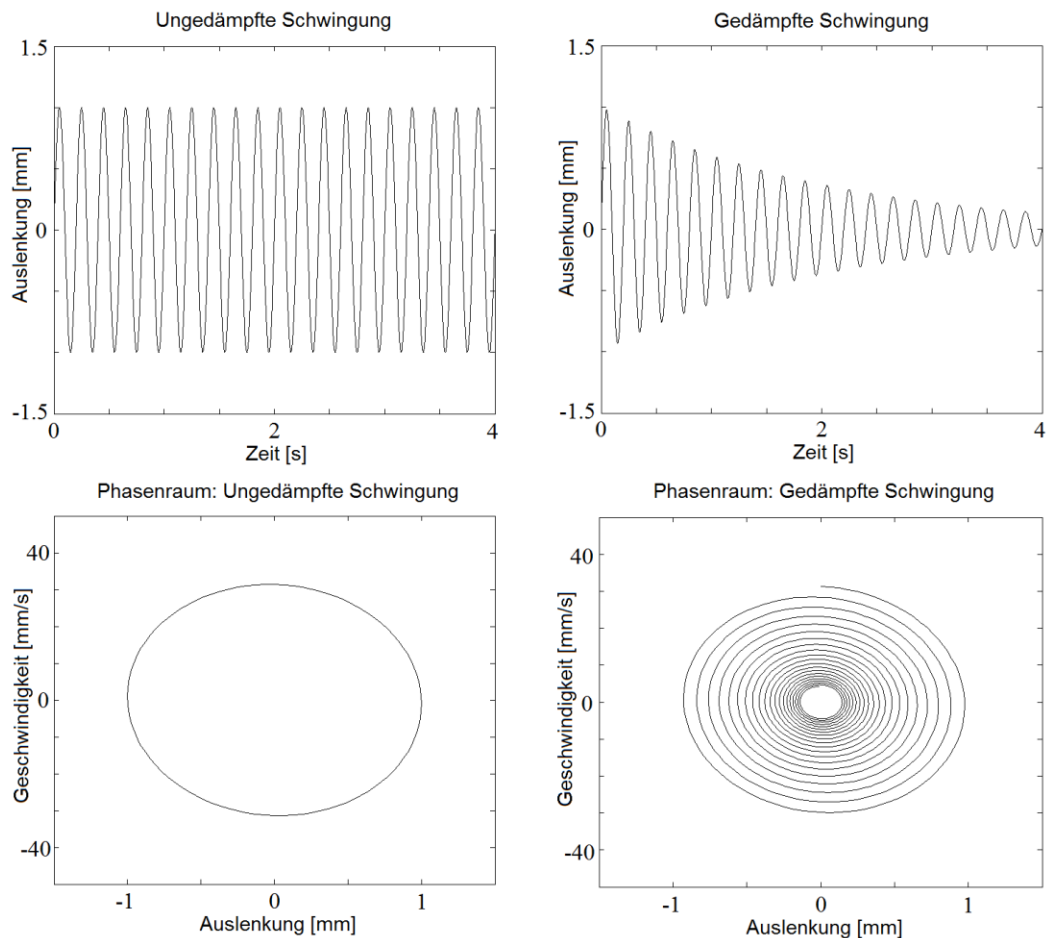 Ungedämpfte Schwingung
1.5
0
-1.5
Auslenkung [mm]
0
2
4
Zeit [s]
Gedämpfte Schwingung
1.5
0
-1.5
Auslenkung [mm]
0
2
4
Zeit [s]
Phasenraum: Ungedämpfte Schwingung
40
0
-40
Geschwindigkeit [mm/s]
-1
0
1
Auslenkung [mm]
Phasenraum: Gedämpfte Schwingung
40
0
-40
Geschwindigkeit [mm/s]
-1
0
1
Auslenkung [mm]